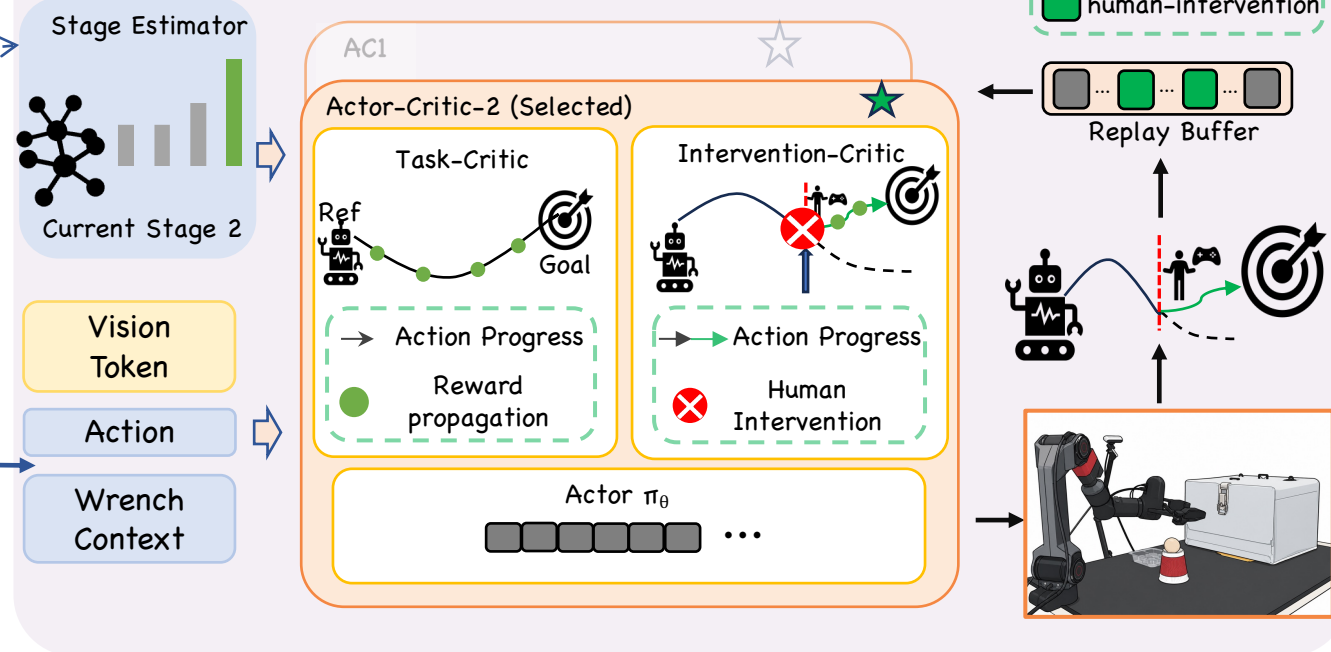 Stage Estimator
Current Stage 2
Vision
Token
Action
Wrench
Context
AC1
Actor-Critic-2 (Selected)
Task-Critic
Ref
Goal
Action Progress
Reward
propagation
Intervention-Critic
Action Progress
Human
Intervention
Actor πθ
...
human-intervention
... ... ...
Replay Buffer